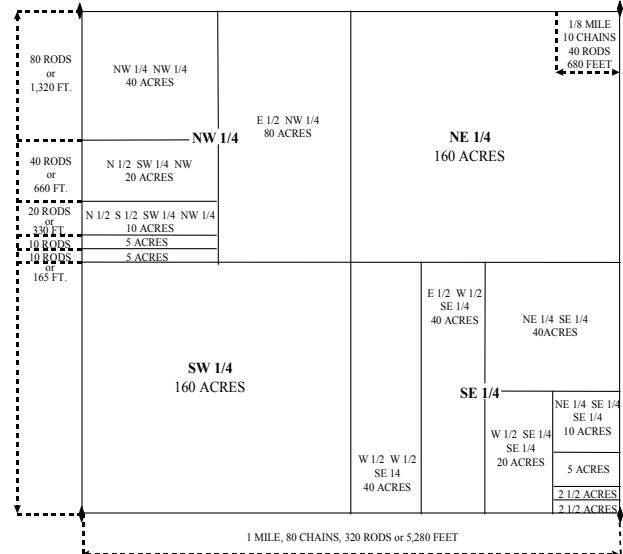 80 RODS
or
1,320 FT.
NW 1/4 NW 1/4
40 ACRES
E 1/2 NW 1/4
80 ACRES
1/8 MILE
10 CHAINS
40 RODS
680 FEET
NW 1/4
NE 1/4
160 ACRES
40 RODS
or
660 FT.
N 1/2 SW 1/4 NW
20 ACRES
20 RODS
or
330 FT.
N 1/2 S 1/2 SW 1/4 NW 1/4
10 ACRES
10 RODS
5 ACRES
10 RODS
or
165 FT.
5 ACRES
SW 1/4
160 ACRES
E 1/2 W 1/2
SE 1/4
40 ACRES
NE 1/4 SE 1/4
40ACRES
SE 1/4
W 1/2 W 1/2
SE 14
40 ACRES
W 1/2 SE 1/4
SE 1/4
20 ACRES
NE 1/4 SE 1/4
SE 1/4
10 ACRES
5 ACRES
2 1/2 ACRES
2 1/2 ACRES
1 MILE, 80 CHAINS, 320 RODS or 5,280 FEET